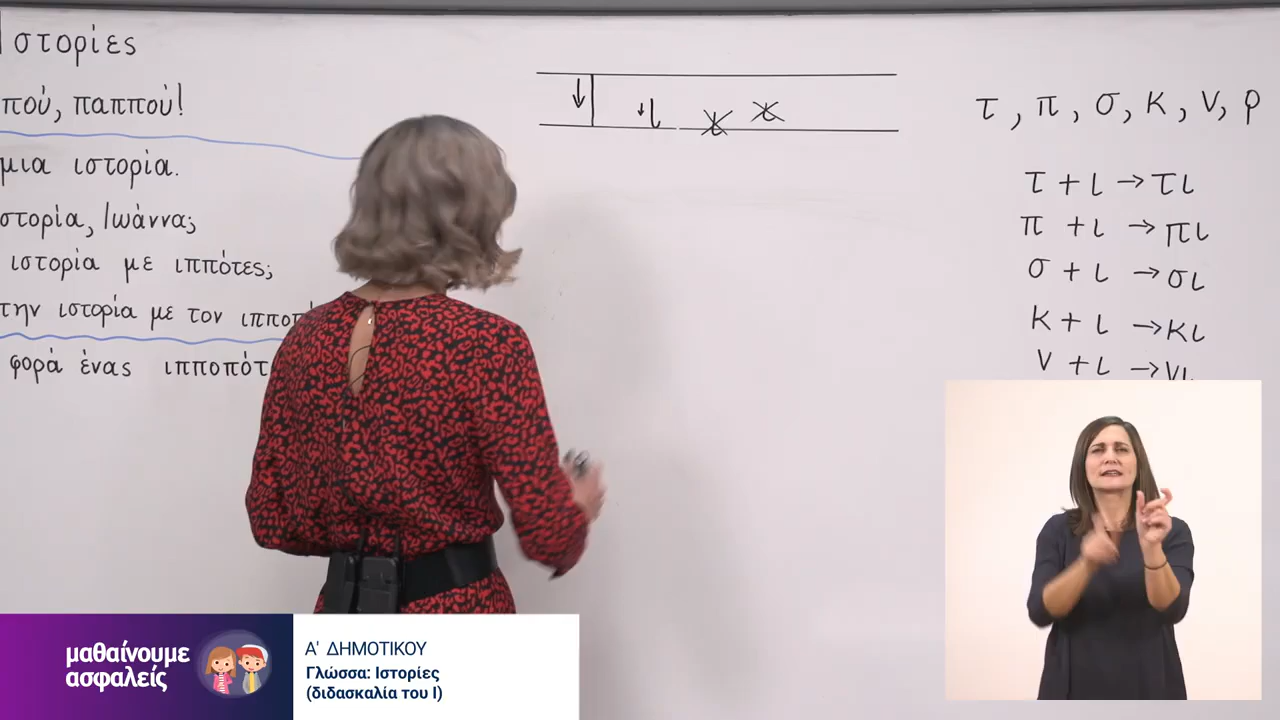 Ιστορίες
πού, παππού!
μια ιστορία.
στορία, Ιωάννα;
ιστορία με ιππότες;
την ιστορία με τον ιπποπ
φορά ένας ιπποπότ
ι
ι ι
τ, π, σ, κ, ν, ρ
τ + ι → τι
π + ι → πι
σ + ι → σι
κ + ι → κι
ν + ι → νι
μαθαίνουμε
ασφαλείς
Α' ΔΗΜΟΤΙΚΟΥ
Γλώσσα: Ιστορίες
(διδασκαλία του Ι)